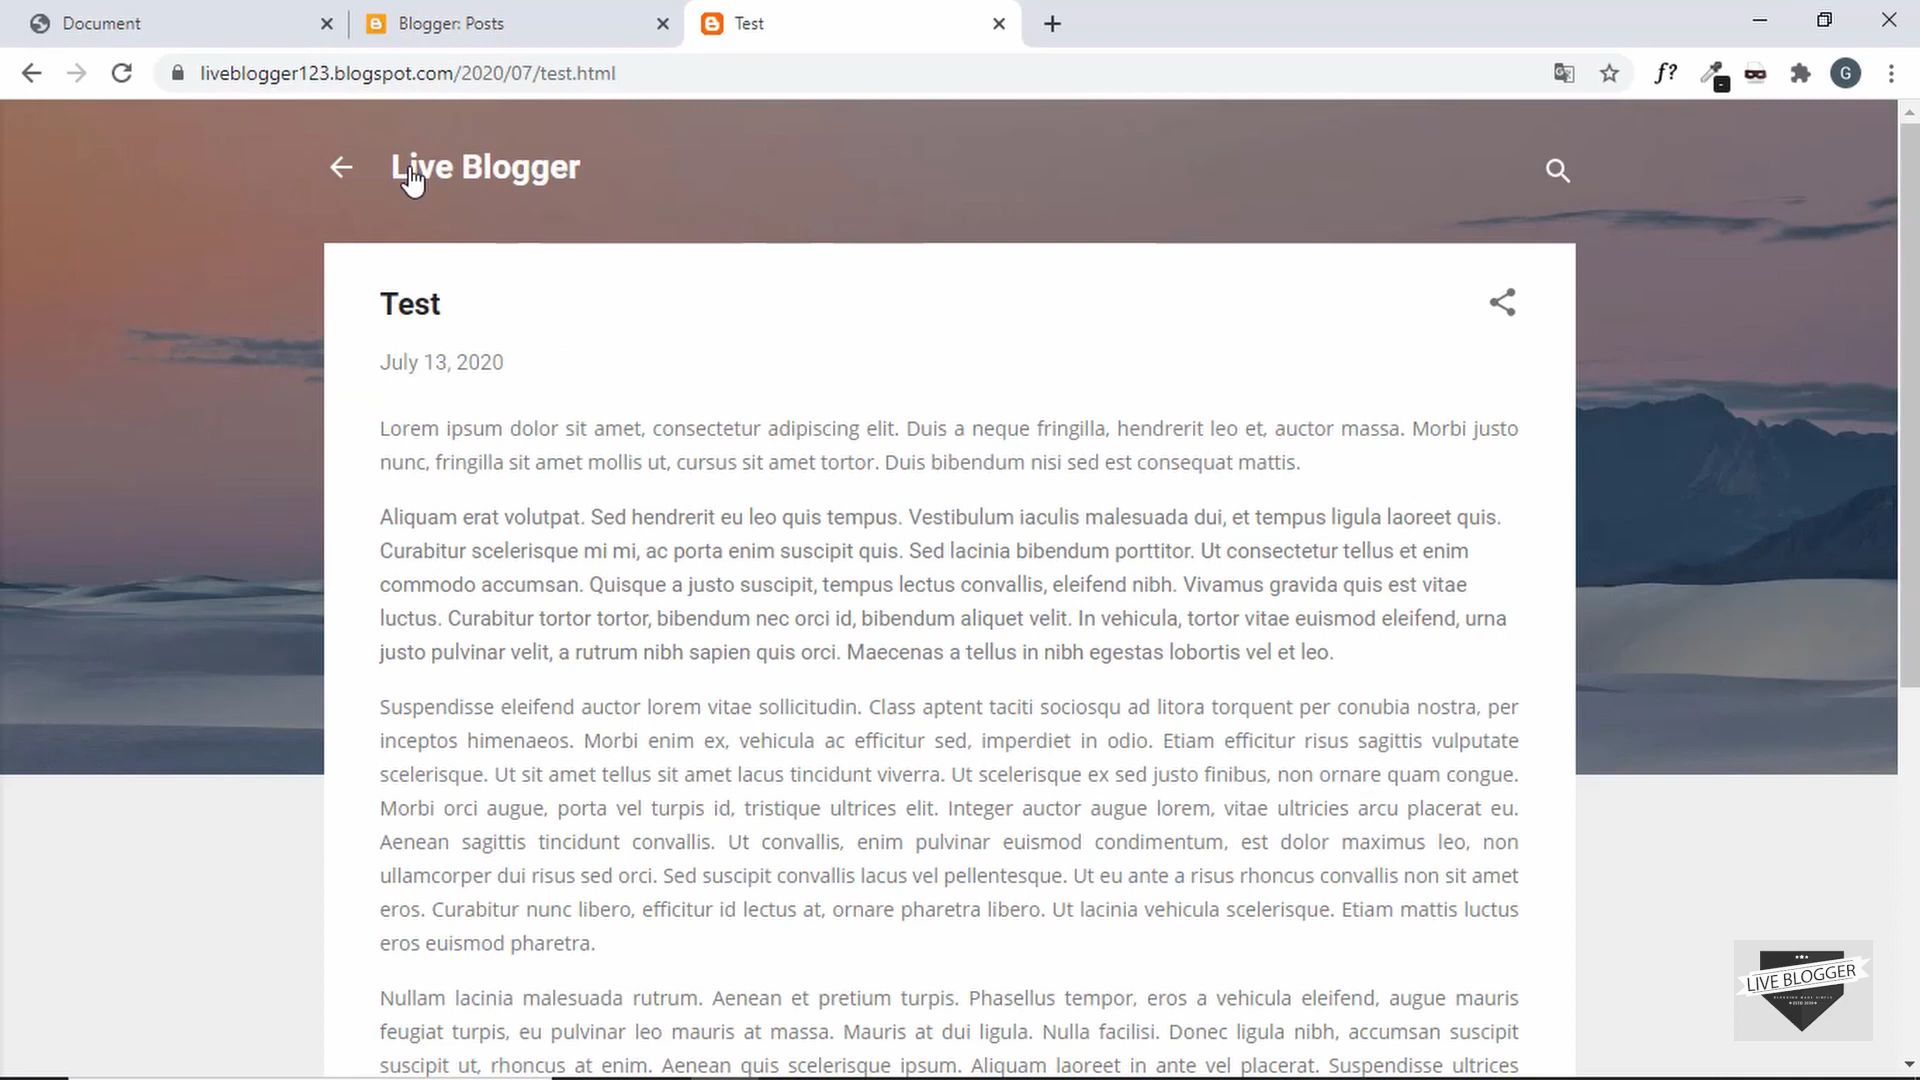 Document
Blogger: Posts
Test
liveblogger123.blogspot.com/2020/07/test.html
f?
G
Live Blogger
Test
July 13, 2020
Lorem ipsum dolor sit amet, consectetur adipiscing elit. Duis a neque fringilla, hendrerit leo et, auctor massa. Morbi justo
nunc, fringilla sit amet mollis ut, cursus sit amet tortor. Duis bibendum nisi sed est consequat mattis.
Aliquam erat volutpat. Sed hendrerit eu leo quis tempus. Vestibulum iaculis malesuada dui, et tempus ligula laoreet quis.
Curabitur scelerisque mi mi, ac porta enim suscipit quis. Sed lacinia bibendum porttitor. Ut consectetur tellus et enim
commodo accumsan. Quisque a justo suscipit, tempus lectus convallis, eleifend nibh. Vivamus gravida quis est vitae
luctus. Curabitur tortor tortor, bibendum nec orci id, bibendum aliquet velit. In vehicula, tortor vitae euismod eleifend, urna
justo pulvinar velit, a rutrum nibh sapien quis orci. Maecenas a tellus in nibh egestas lobortis vel et leo.
Suspendisse eleifend auctor lorem vitae sollicitudin. Class aptent taciti sociosqu ad litora torquent per conubia nostra, per
inceptos himenaeos. Morbi enim ex, vehicula ac efficitur sed, imperdiet in odio. Etiam efficitur risus sagittis vulputate
scelerisque. Ut sit amet tellus sit amet lacus tincidunt viverra. Ut scelerisque ex sed justo finibus, non ornare quam congue.
Morbi orci augue, porta vel turpis id, tristique ultrices elit. Integer auctor augue lorem, vitae ultricies arcu placerat eu.
Aenean sagittis tincidunt convallis. Ut convallis, enim pulvinar euismod condimentum, est dolor maximus leo, non
ullamcorper dui risus sed orci. Sed suscipit convallis lacus vel pellentesque. Ut eu ante a risus rhoncus convallis non sit amet
eros. Curabitur nunc libero, efficitur id lectus at, ornare pharetra libero. Ut lacinia vehicula scelerisque. Etiam mattis luctus
eros euismod pharetra.
Nullam lacinia malesuada rutrum. Aenean et pretium turpis. Phasellus tempor, eros a vehicula eleifend, augue mauris
feugiat turpis, eu pulvinar leo mauris at massa. Mauris at dui ligula. Nulla facilisi. Donec ligula nibh, accumsan suscipit
suscipit ut, rhoncus at enim. Aenean quis scelerisque ipsum. Aliquam laoreet in ante vel placerat. Suspendisse ultrices
LIVE BLOGGER